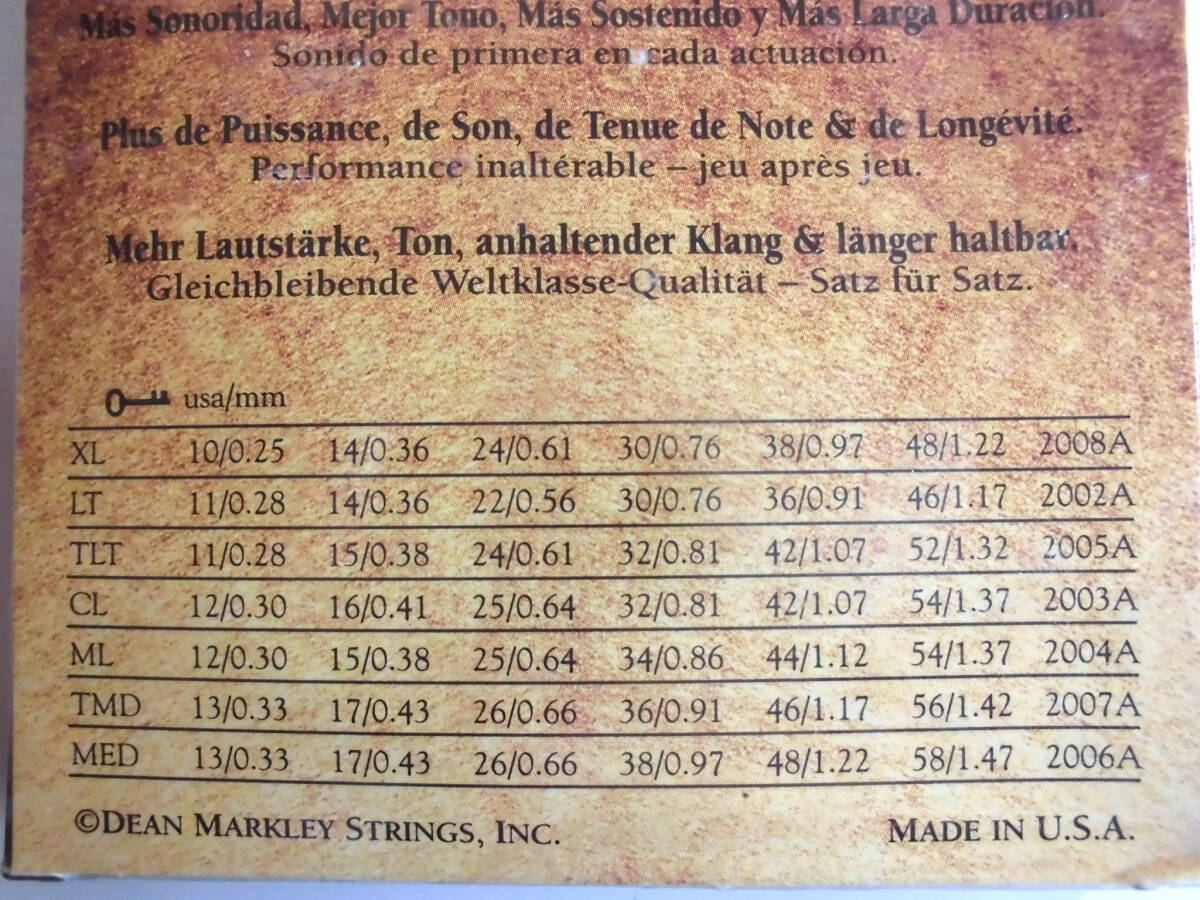 Más Sonoridad, Mejor Tono, Más Sostenido y Más Larga Duración.
Sonido de primera en cada actuación.
Plus de Puissance, de Son, de Tenue de Note & de Longévité.
Performance inaltérable – jeu après jeu.
Mehr Lautstärke, Ton, anhaltender Klang & länger haltbar.
Gleichbleibende Weltklasse-Qualität – Satz für Satz.
usa/mm
XL 10/0.25 14/0.36 24/0.61 30/0.76 38/0.97 48/1.22 2008A
LT 11/0.28 14/0.36 22/0.56 30/0.76 36/0.91 46/1.17 2002A
TLT 11/0.28 15/0.38 24/0.61 32/0.81 42/1.07 52/1.32 2005A
CL 12/0.30 16/0.41 25/0.64 32/0.81 42/1.07 54/1.37 2003A
ML 12/0.30 15/0.38 25/0.64 34/0.86 44/1.12 54/1.37 2004A
TMD 13/0.33 17/0.43 26/0.66 36/0.91 46/1.17 56/1.42 2007A
MED 13/0.33 17/0.43 26/0.66 38/0.97 48/1.22 58/1.47 2006A
©DEAN MARKLEY STRINGS, INC. MADE IN U.S.A.